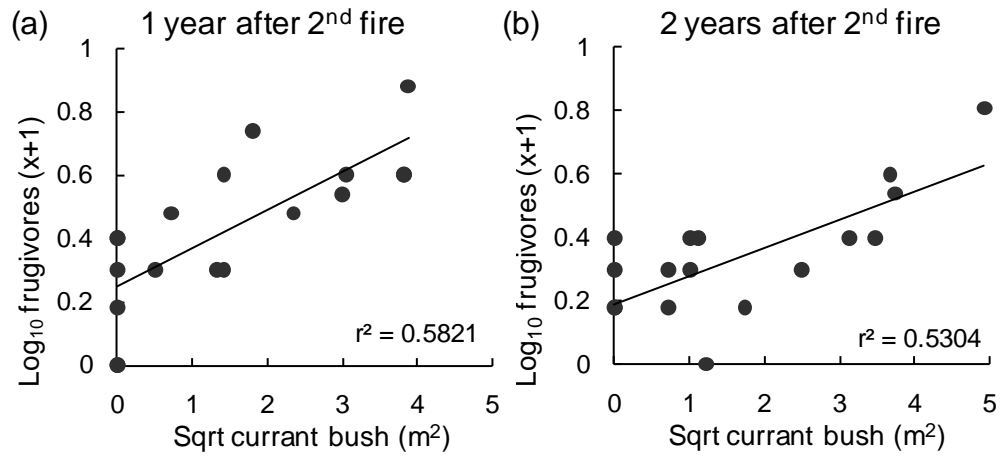 (a) 1 year after 2nd fire
Log10 frugivores (x+1)
1
0.8
0.6
0.4
0.2
0
r² = 0.5821
0 1 2 3 4 5
Sqrt currant bush (m²)
(b) 2 years after 2nd fire
Log10 frugivores (x+1)
1
0.8
0.6
0.4
0.2
0
r² = 0.5304
0 1 2 3 4 5
Sqrt currant bush (m²)